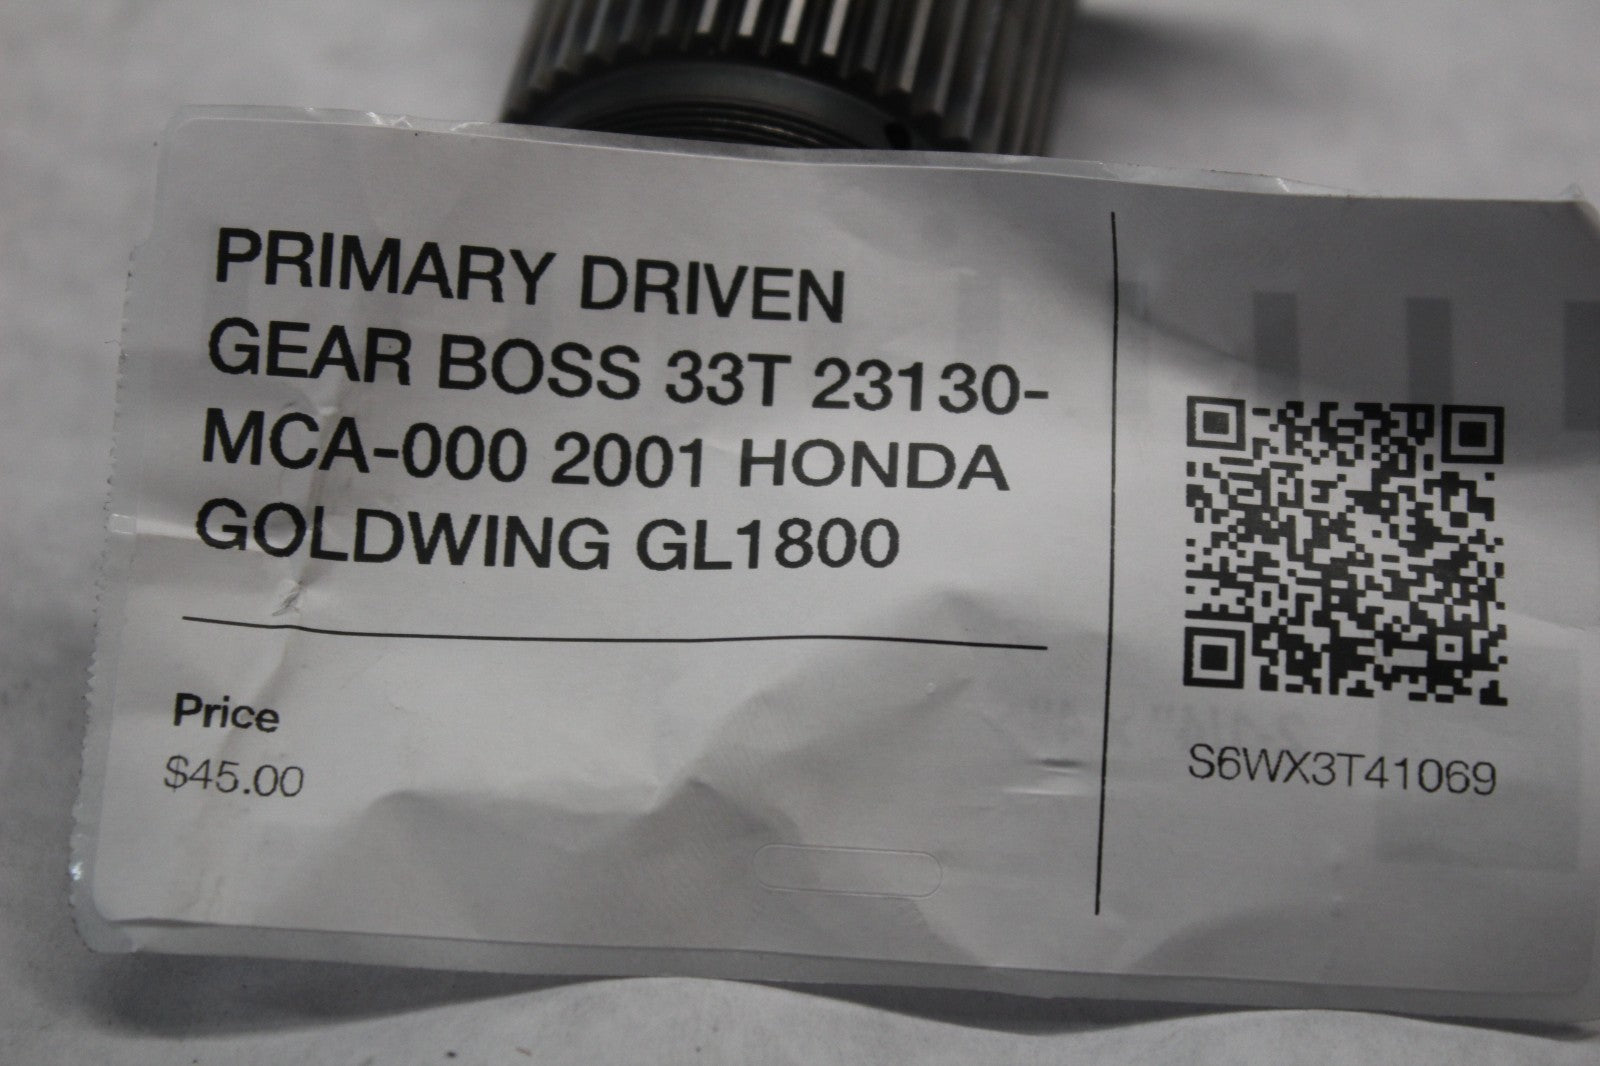 PRIMARY DRIVEN
GEAR BOSS 33T 23130-
MCA-000 2001 HONDA
GOLDWING GL1800
Price
$45.00
S6WX3T41069